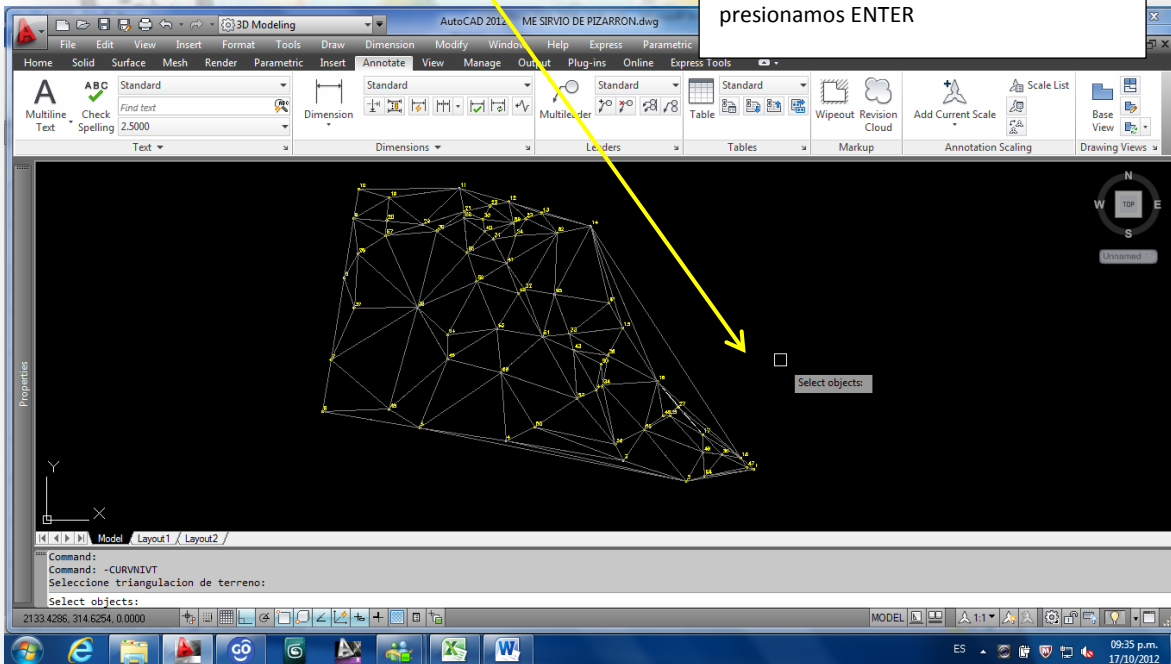 presionamos ENTER
3D Modeling
AutoCAD 2012 ME SIRVIO DE PIZARRON.dwg
File Edit View Insert Format Tools Draw Dimension Modify Window Help Express Parametric
Home Solid Surface Mesh Render Parametric Insert Annotate View Manage Output Plug-ins Online Express Tools
A ABC Standard Standard Standard Standard Scale List
Find text
Multiline Text Check Spelling 2.5000 Dimension Multileader Table Wipeout Revision Cloud Add Current Scale Base View
Text Dimensions Leaders Tables Markup Annotation Scaling Drawing Views
N
W TOP E
S
Unnamed
Properties
Select objects:
Y
X
Model Layout1 Layout2
Command:
Command: -CURVNIVT
Seleccione triangulacion de terreno:
Select objects:
2133.4286, 314.6254, 0.0000 MODEL 1:1
ES 09:35 p.m.
17/10/2012